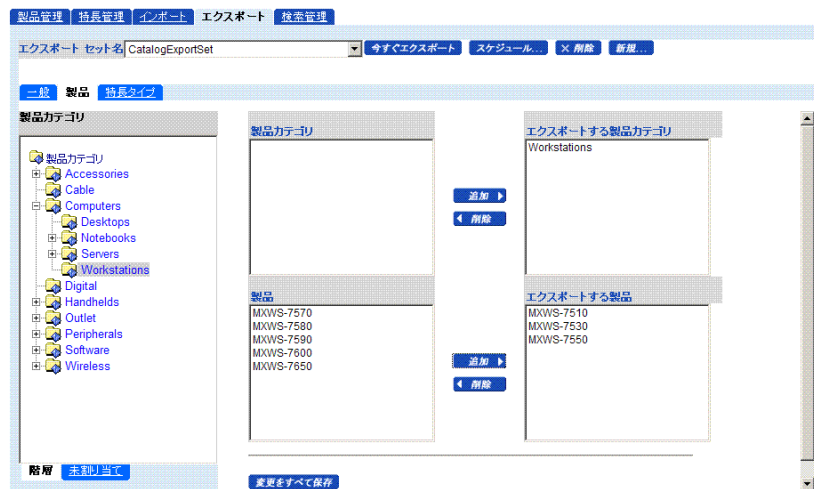 製品管理 特長管理 インポート エクスポート 検索管理
エクスポート セット名 CatalogExportSet 今すぐエクスポート スケジュール... × 削除 新規...
一般 製品 特長タイプ
製品カテゴリ
製品カテゴリ
Accessories
Cable
Computers
Desktops
Notebooks
Servers
Workstations
Digital
Handhelds
Outlet
Peripherals
Software
Wireless
階層 未割り当て
製品カテゴリ
追加
削除
エクスポートする製品カテゴリ
Workstations
製品
MXWS-7570
MXWS-7580
MXWS-7590
MXWS-7600
MXWS-7650
追加
削除
エクスポートする製品
MXWS-7510
MXWS-7530
MXWS-7550
変更をすべて保存